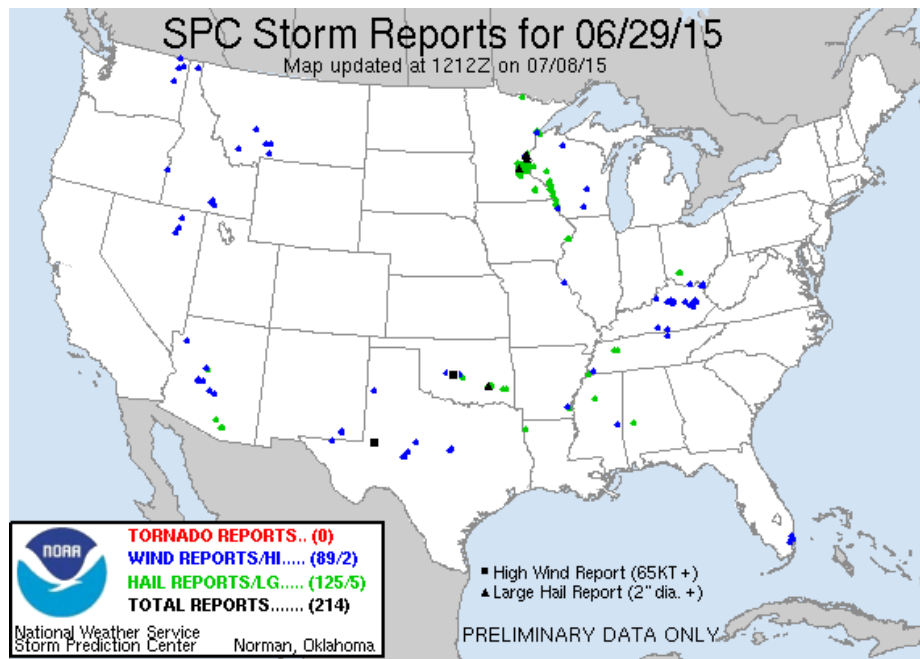 SPC Storm Reports for 06/29/15
Map updated at 1212Z on 07/08/15
NOAA
TORNADO REPORTS.. (0)
WIND REPORTS/HI..... (89/2)
HAIL REPORTS/LG..... (125/5)
TOTAL REPORTS....... (214)
National Weather Service
Storm Prediction Center Norman, Oklahoma
High Wind Report (65KT +)
Large Hail Report (2" dia. +)
PRELIMINARY DATA ONLY